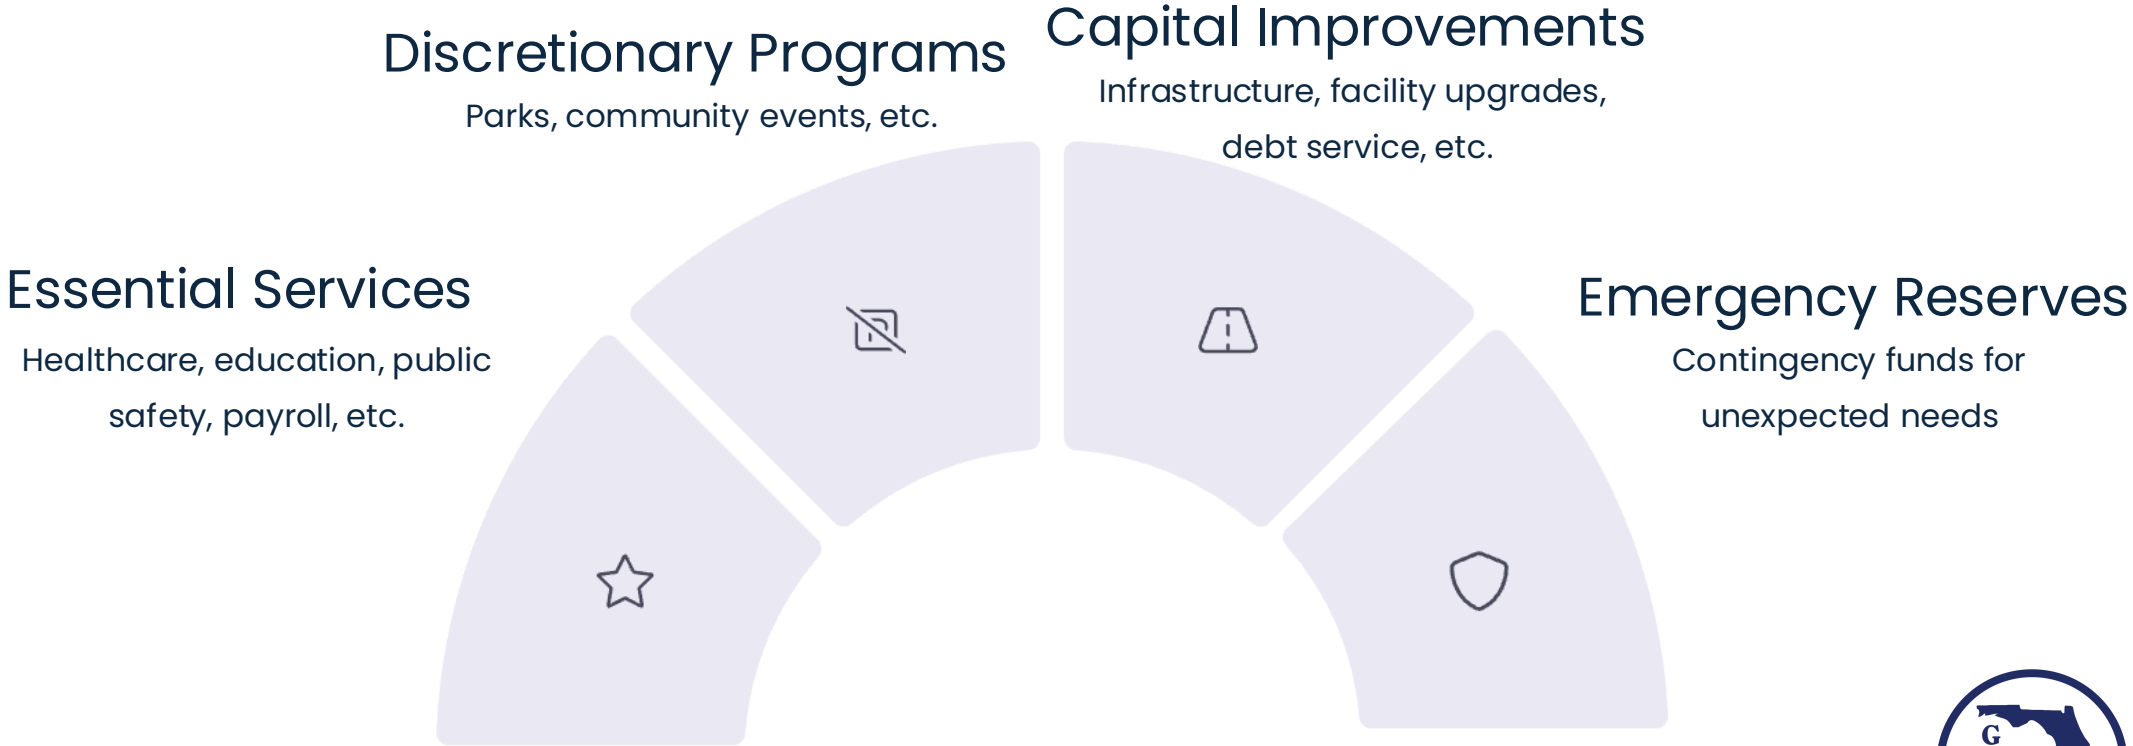 Discretionary Programs
Parks, community events, etc.
Capital Improvements
Infrastructure, facility upgrades,
debt service, etc.
Essential Services
Healthcare, education, public
safety, payroll, etc.
Emergency Reserves
Contingency funds for
unexpected needs
G